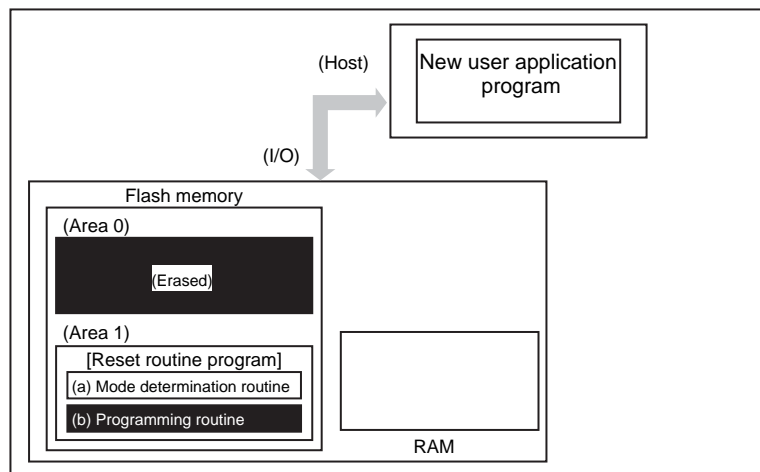 (Host)
New user application
program
(I/O)
Flash memory
(Area 0)
(Erased)
(Area 1)
[Reset routine program]
(a) Mode determination routine
(b) Programming routine
RAM